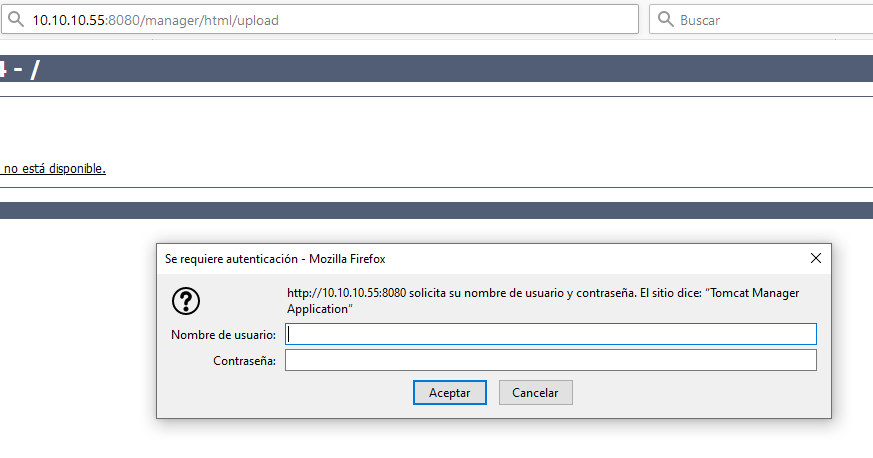 10.10.10.55:8080/manager/html/upload
Buscar
4 - /
no está disponible.
Se requiere autenticación - Mozilla Firefox
http://10.10.10.55:8080 solicita su nombre de usuario y contraseña. El sitio dice: “Tomcat Manager
Application”
Nombre de usuario:
Contraseña:
Aceptar
Cancelar